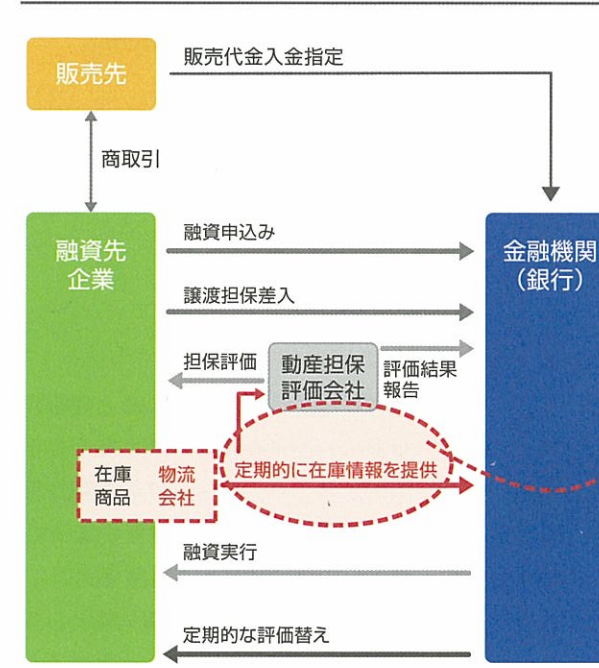 販売先
販売代金入金指定
商取引
融資先
企業
金融機関
（銀行）
融資申込み
譲渡担保差入
担保評価
動産担保
評価会社
評価結果
報告
在庫
商品
物流
会社
定期的に在庫情報を提供
融資実行
定期的な評価替え